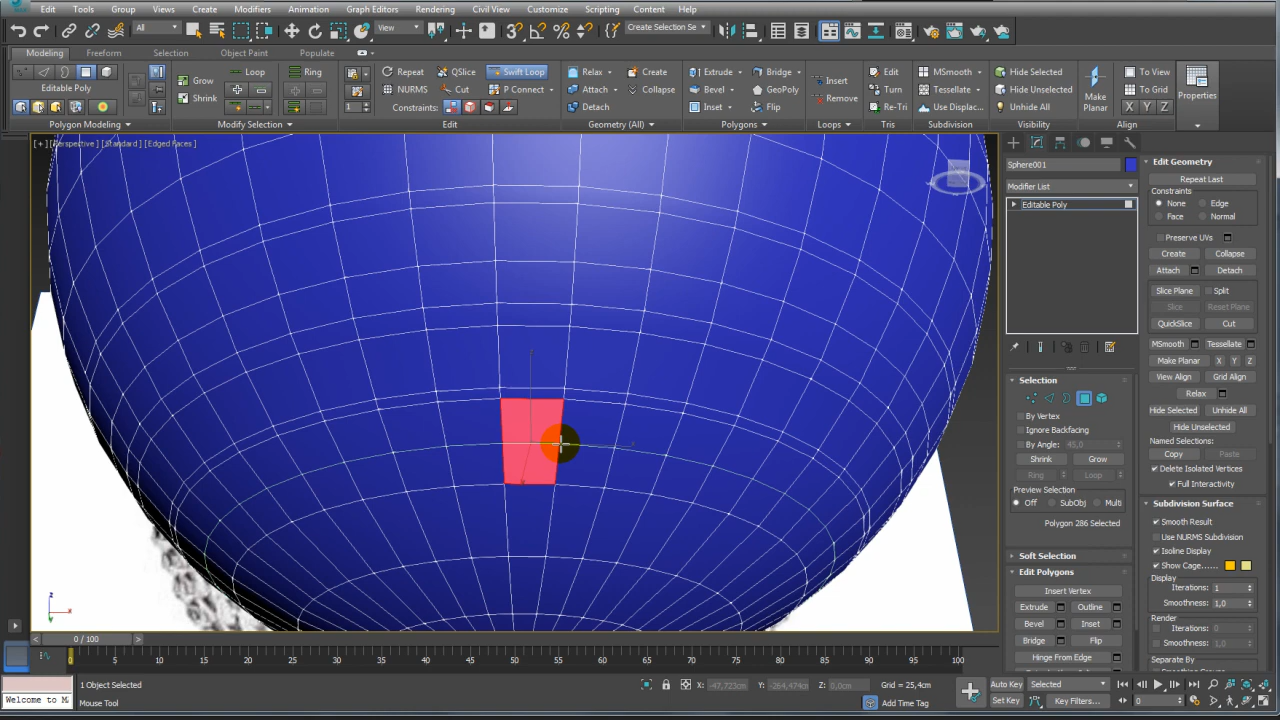 Edit Tools Group Views Create Modifiers Animation Graph Editors Rendering Civil View Customize Scripting Content Help
All View Create Selection Se
Modeling Freeform Selection Object Paint Populate
Edit Poly
Grow Loop Ring Repeat QSlice Swift Loop Relax Create Extrude Bridge Insert Edit MSmooth Hide Selected To View
Shrink NURMS Cut P Connect Attach Collapse Bevel GeoPoly Remove Turn Tessellate Hide Unselected Make Planar To Grid Properties
1 Constraints: Detach Inset Flip Re-Tri Use Displac... Unhide All X Y Z
Polygon Modeling Modify Selection Edit Geometry (All) Polygons Loops Tris Subdivision Visibility Align
[+] [Perspective ] [Standard ] [Edged Faces ]
Sphere001
Modifier List
Editable Poly
Selection
By Vertex
Ignore Backfacing
By Angle: 45,0
Shrink Grow
Ring Loop
Preview Selection
Off SubObj Multi
Polygon 286 Selected
Soft Selection
Edit Polygons
Insert Vertex
Extrude Outline
Bevel Inset
Bridge Flip
Hinge From Edge
Edit Geometry
Repeat Last
Constraints
None Edge
Face Normal
Preserve UVs
Create Collapse
Attach Detach
Slice Plane Split
Slice Reset Plane
QuickSlice Cut
MSmooth Tessellate
Make Planar X Y Z
View Align Grid Align
Relax
Hide Selected Unhide All
Hide Unselected
Named Selections:
Copy Paste
Delete Isolated Vertices
Full Interactivity
Subdivision Surface
Smooth Result
Use NURMS Subdivision
Isoline Display
Show Cage......
Display
Iterations: 1
Smoothness: 1,0
Render
Iterations: 0
Smoothness: 1,0
Separate By
z
x
y
0 / 100
0 5 10 15 20 25 30 35 40 45 50 55 60 65 70 75 80 85 90 95 100
1 Object Selected X: -47,723cm Y: -264,474cm Z: 0,0cm Grid = 25,4cm Auto Key Selected
Welcome to M Mouse Tool Add Time Tag Set Key Key Filters... 0